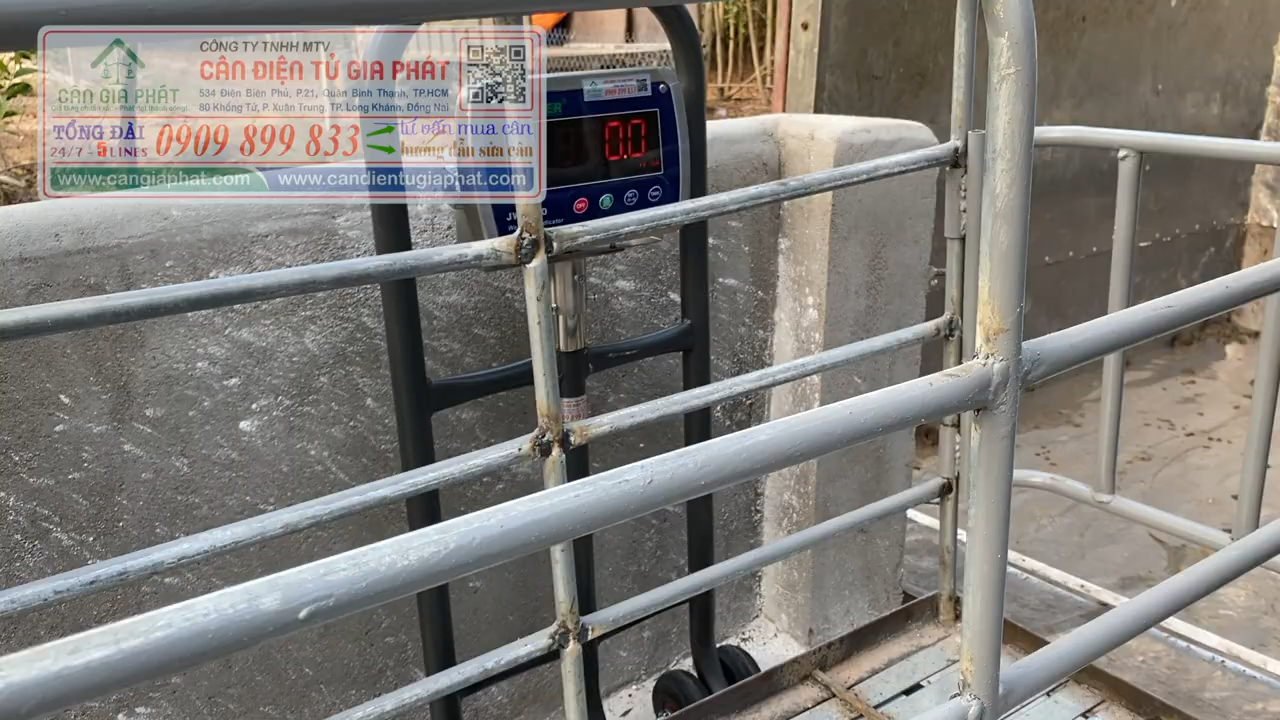 CÔNG TY TNHH MTV
CÂN ĐIỆN TỬ GIA PHÁT
534 Điện Biên Phủ, P.21, Quận Bình Thạnh, TP.HCM
80 Khổng Tử, P. Xuân Trung, TP. Long Khánh, Đồng Nai
CÂN GIA PHÁT
TỔNG ĐÀI
24/7 - 5 LINES
0909 899 833
tư vấn mua cân
hướng dẫn sửa cân
www.cangiaphat.com
www.candientugiaphat.com
0.0
OFF
0909 899 833